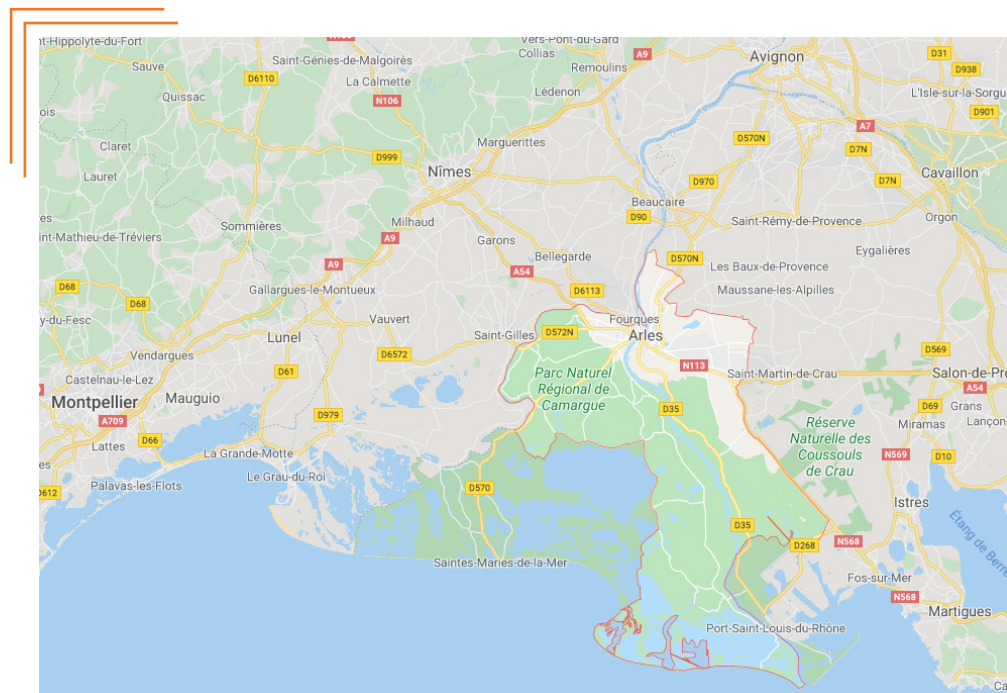 Saint-Génies-de-Malgoirès
Vers-Pont-du-Gard
Collias
A9
Remoulins
Avignon
D31
Sauve
D6110
La Calmette
D938
Quissac
N106
Lédenon
L'Isle-sur-la-Sorgu
D901
A7
Claret
Marguerittes
D570N
D7N
D999
Nîmes
D970
D7N
Cavaillon
Lauret
Beaucaire
Milhaud
D90
Saint-Rémy-de-Provence
Orgon
Sommières
A9
Garons
int-Mathieu-de-Tréviers
Bellegarde
D570N
Eygalières
A9
A54
Les Baux-de-Provence
D68
Gallargues-le-Montueux
D6113
Maussane-les-Alpilles
D68
y-du-Fesc
Vauvert
Fourques
Saint-Gilles
D572N
Arles
Lunel
D6572
D569
Vendargues
D61
Parc Naturel
Régional de
Camargue
N113
Saint-Martin-de-Crau
Salon-de-Pro
Castelnau-le-Lez
A54
Montpellier
Mauguio
D979
D35
D69
Grans
A709
Réserve
Naturelle des
Coussouls
de Crau
Miramas
Lançon-
Lattes
D66
La Grande-Motte
N569
D10
Palavas-les-Flots
Le Grau-du-Roi
D612
D570
Istres
D35
Étang de Berre
D268
N568
Saintes-Maries-de-la-Mer
Fos-sur-Mer
N568
Martigues
Port-Saint-Louis-du-Rhône